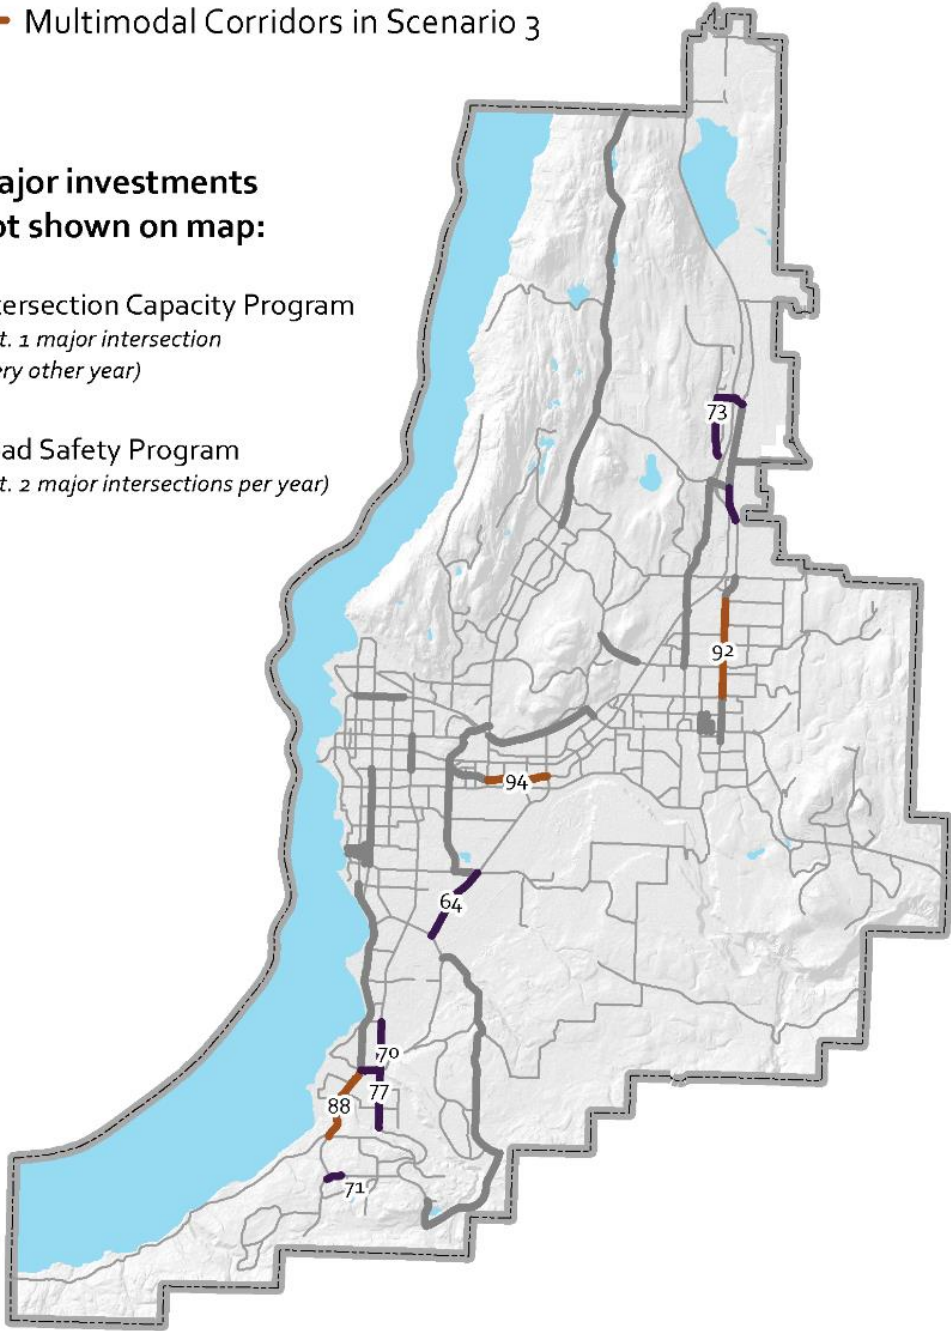 Multimodal Corridors in Scenario 3
ajor investments
ot shown on map:
tersection Capacity Program
t. 1 major intersection
ery other year)
ad Safety Program
t. 2 major intersections per year)
73
92
94
64
70
77
88
71